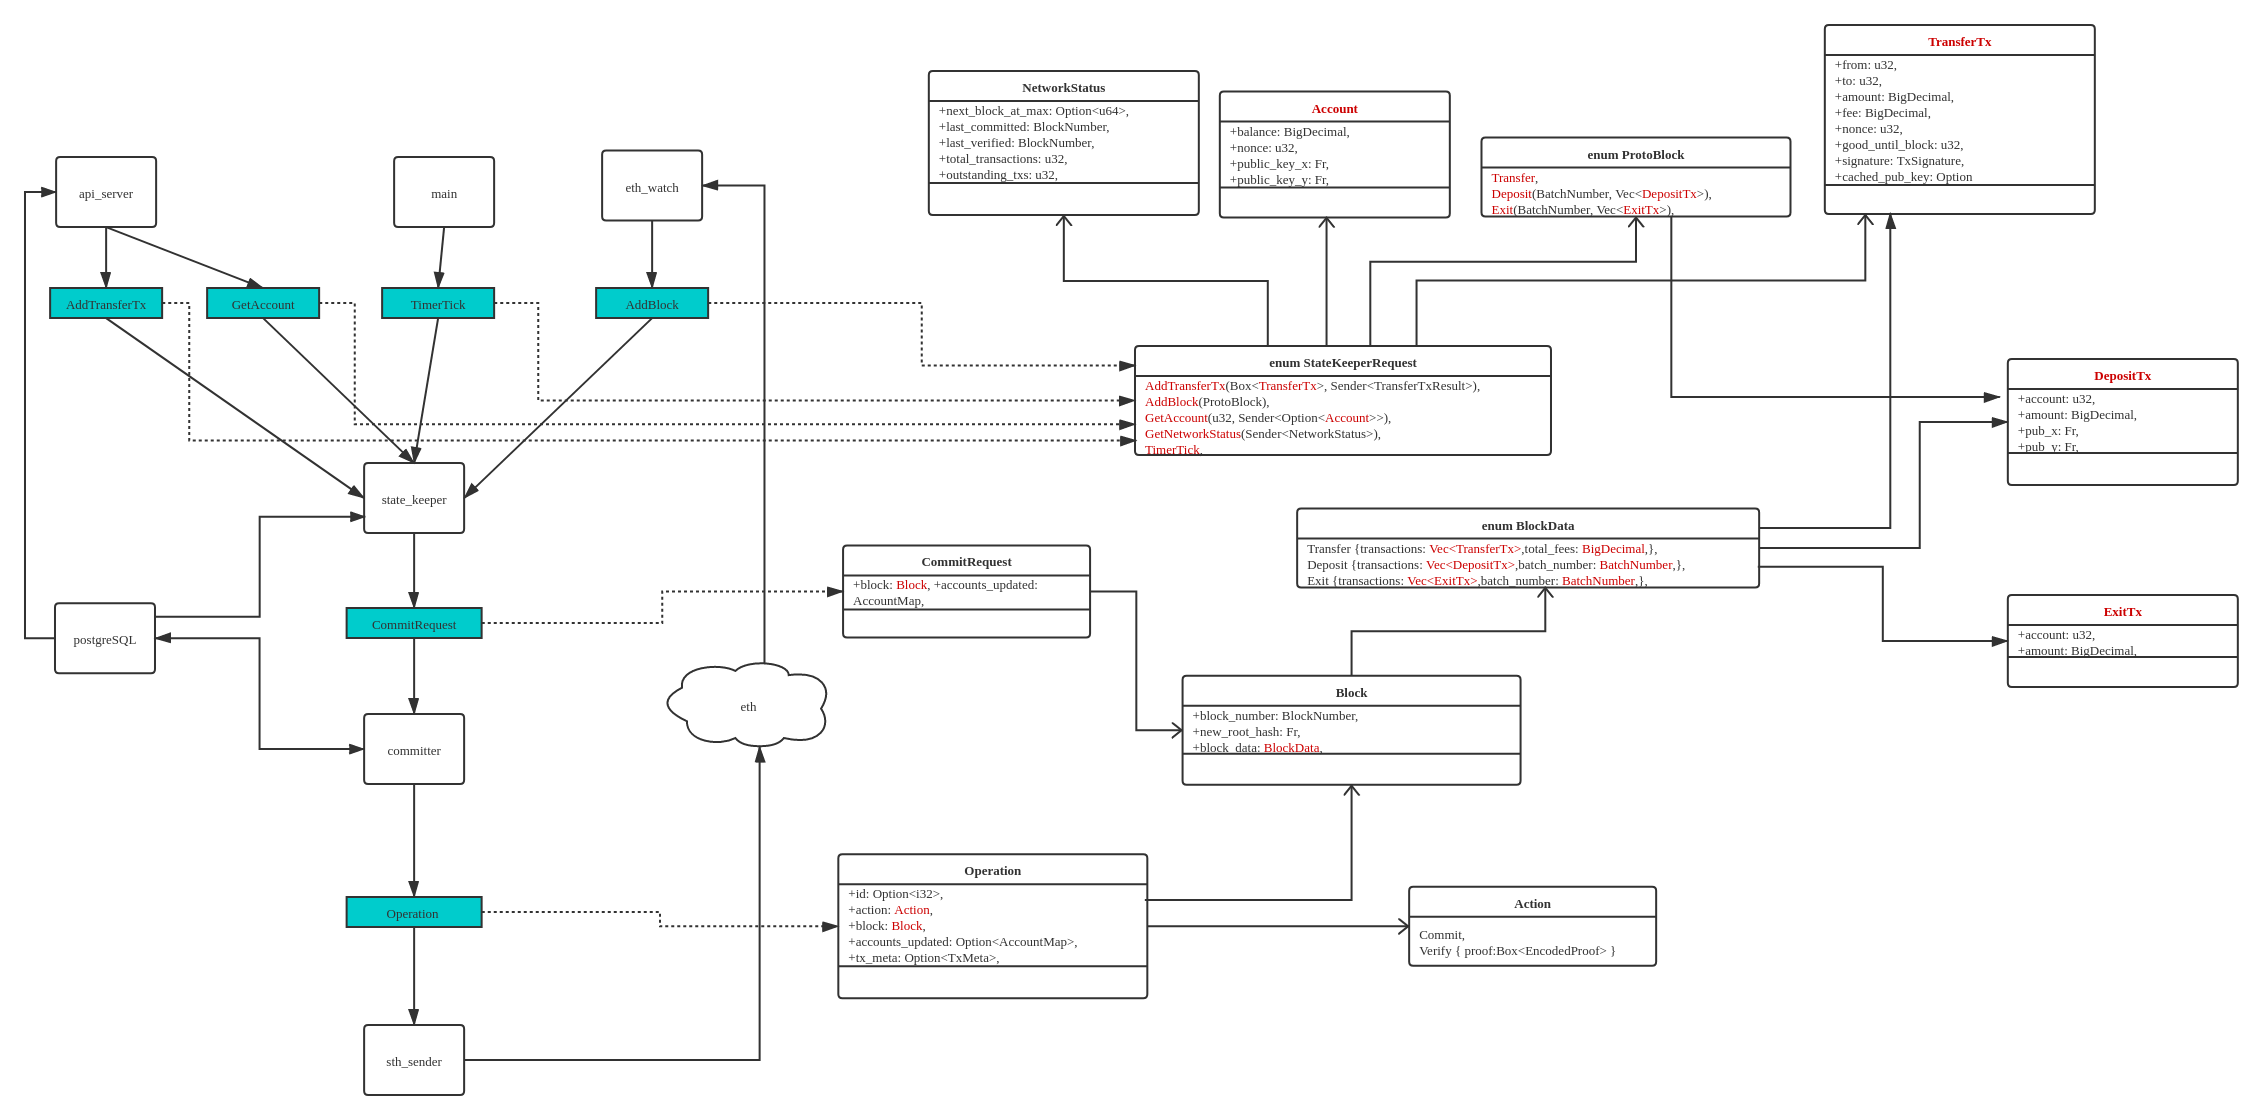 api_server
main
eth_watch
AddTransferTx
GetAccount
TimerTick
AddBlock
state_keeper
postgreSQL
CommitRequest
committer
eth
Operation
sth_sender
NetworkStatus
+next_block_at_max: Option<u64>,
+last_committed: BlockNumber,
+last_verified: BlockNumber,
+total_transactions: u32,
+outstanding_txs: u32,
Account
+balance: BigDecimal,
+nonce: u32,
+public_key_x: Fr,
+public_key_y: Fr,
enum ProtoBlock
Transfer,
Deposit(BatchNumber, Vec<DepositTx>),
Exit(BatchNumber, Vec<ExitTx>),
TransferTx
+from: u32,
+to: u32,
+amount: BigDecimal,
+fee: BigDecimal,
+nonce: u32,
+good_until_block: u32,
+signature: TxSignature,
+cached_pub_key: Option
enum StateKeeperRequest
AddTransferTx(Box<TransferTx>, Sender<TransferTxResult>),
AddBlock(ProtoBlock),
GetAccount(u32, Sender<Option<Account>>),
GetNetworkStatus(Sender<NetworkStatus>),
TimerTick,
DepositTx
+account: u32,
+amount: BigDecimal,
+pub_x: Fr,
+pub_y: Fr,
enum BlockData
Transfer {transactions: Vec<TransferTx>,total_fees: BigDecimal,},
Deposit {transactions: Vec<DepositTx>,batch_number: BatchNumber,},
Exit {transactions: Vec<ExitTx>,batch_number: BatchNumber,},
CommitRequest
+block: Block, +accounts_updated:
AccountMap,
ExitTx
+account: u32,
+amount: BigDecimal,
Block
+block_number: BlockNumber,
+new_root_hash: Fr,
+block_data: BlockData,
Operation
+id: Option<i32>,
+action: Action,
+block: Block,
+accounts_updated: Option<AccountMap>,
+tx_meta: Option<TxMeta>,
Action
Commit,
Verify { proof:Box<EncodedProof> }